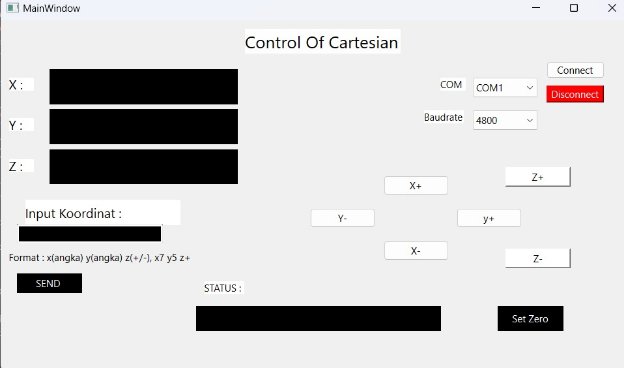 MainWindow
Control Of Cartesian
X :
Y :
Z :
COM COM1
Connect
Disconnect
Baudrate 4800
X+
Z+
Y-
y+
X-
Z-
Input Koordinat :
Format : x(angka) y(angka) z(+/-), x7 y5 z+
SEND
STATUS :
Set Zero